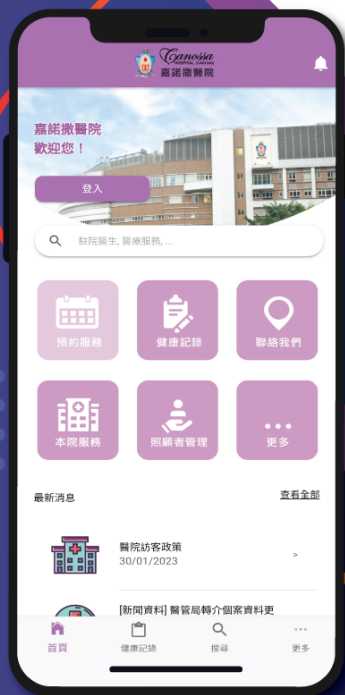 Canossa
HOSPITAL (CARITAS)
嘉諾撒醫院
嘉諾撒醫院
歡迎您！
登入
駐院醫生, 醫療服務, ...
預約服務
健康記錄
聯絡我們
本院服務
照顧者管理
更多
最新消息
查看全部
醫院訪客政策
30/01/2023
>
[新聞資料] 醫管局轉介個案資料更
首頁
健康記錄
搜尋
更多